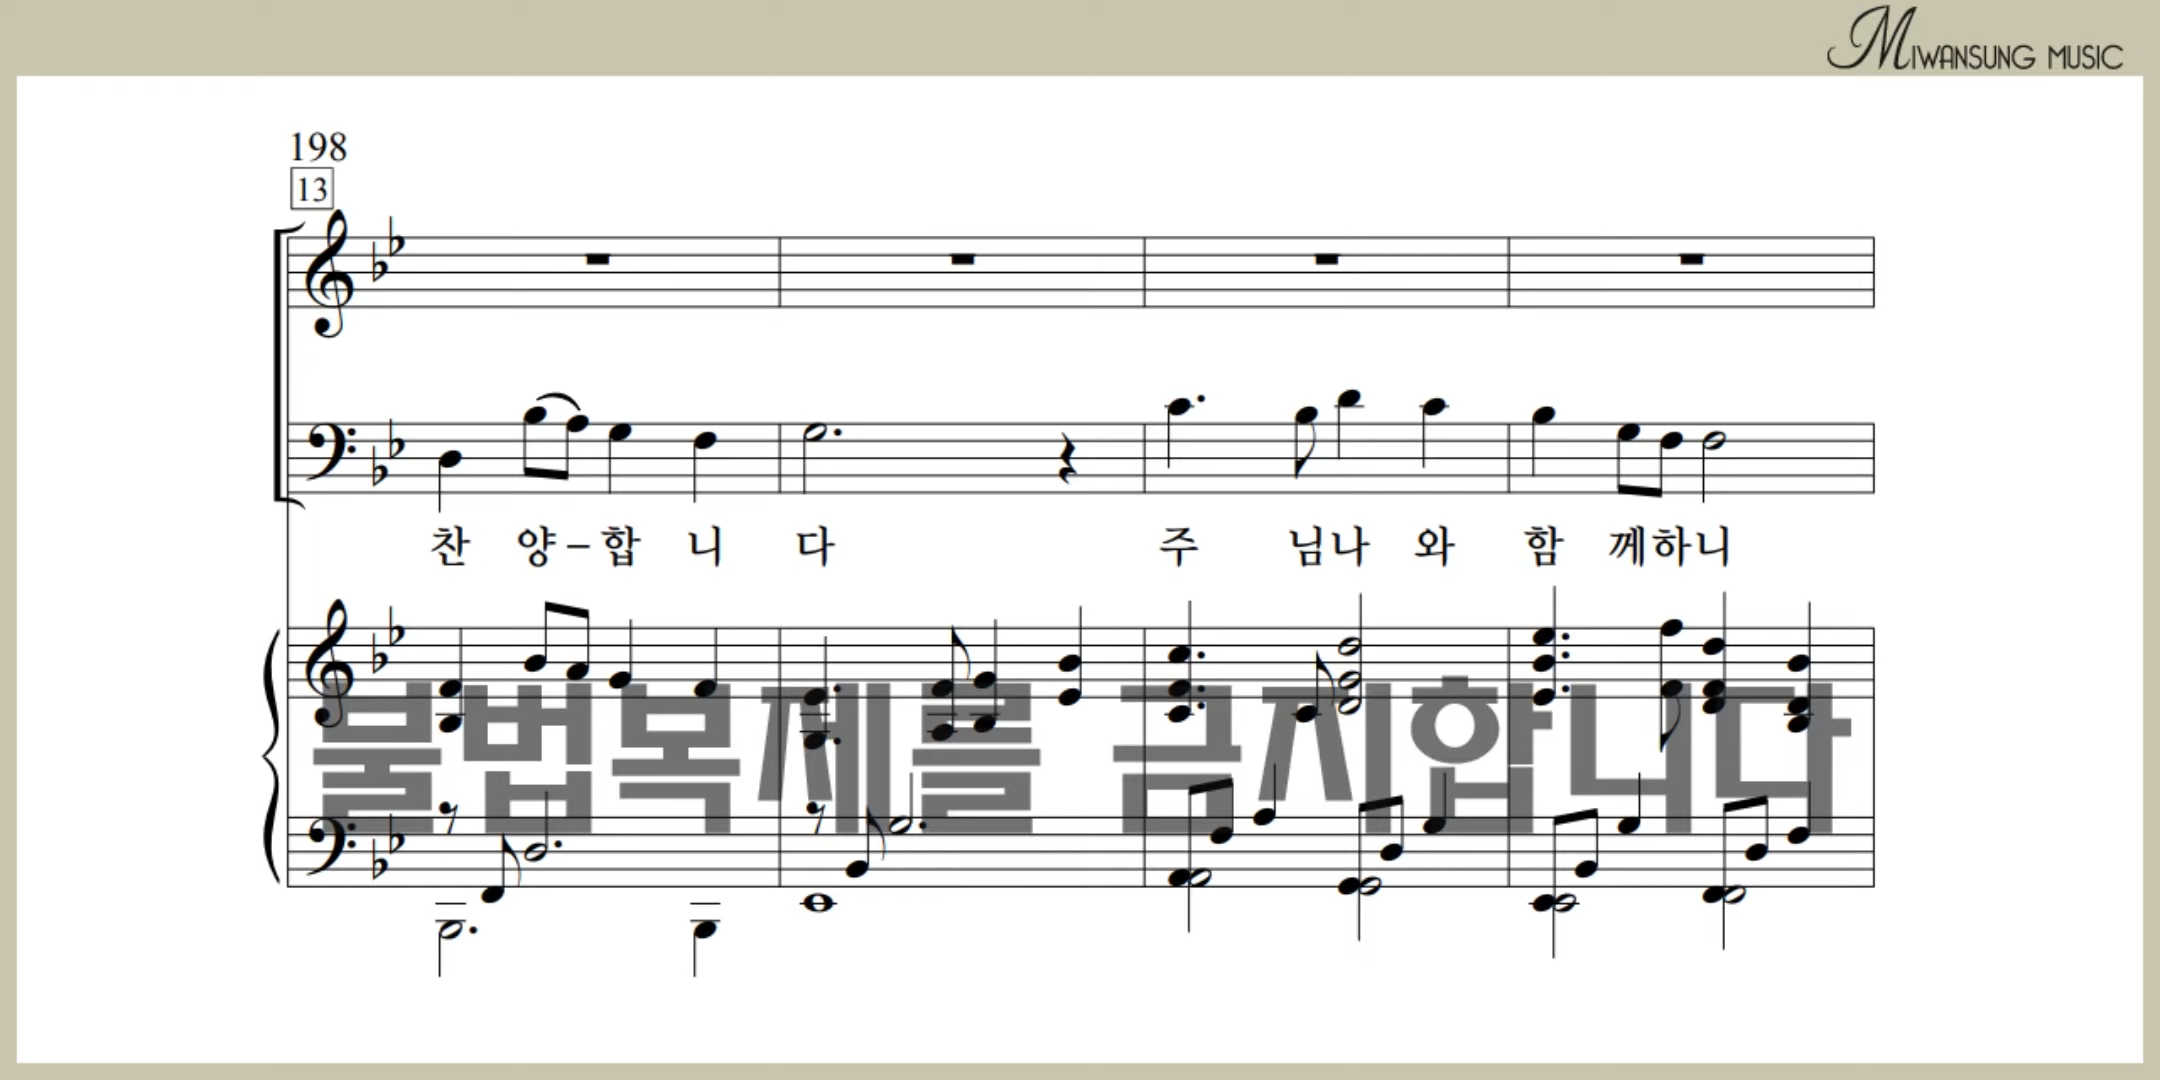 MIWANSUNG MUSIC
198
13
찬 양 - 합 니 다 주 님나 와 함 께하니
불법복제를 금지합니다